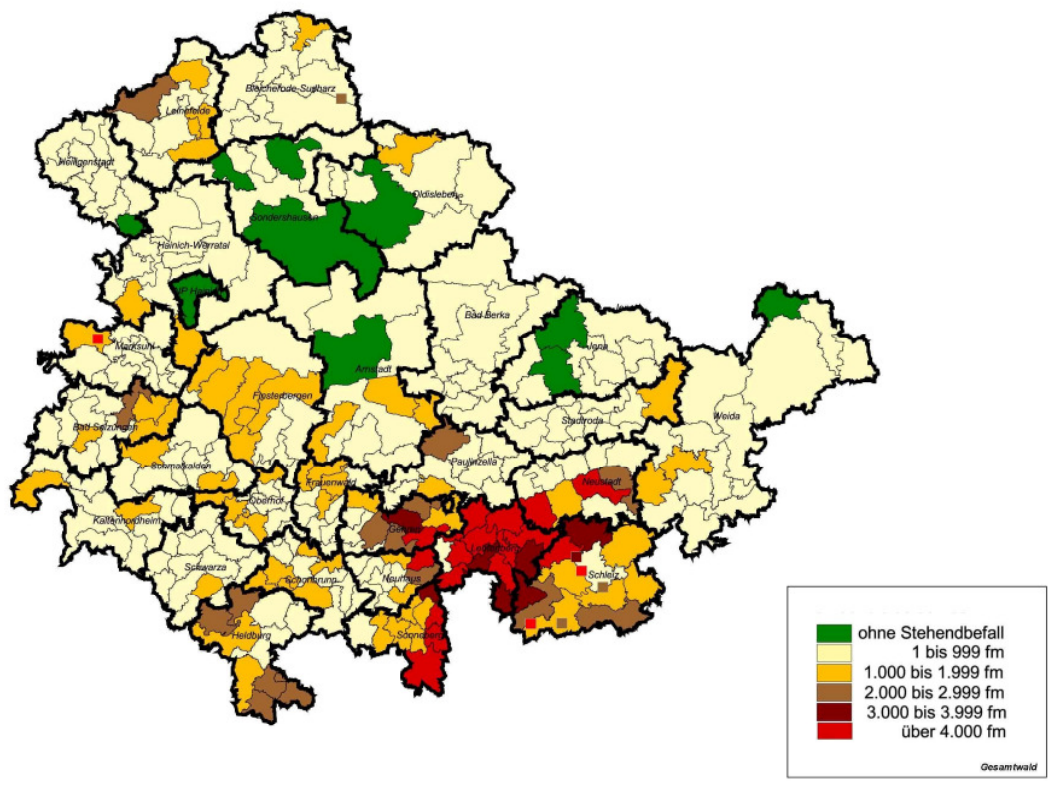 Bleicherode-Südharz
Leinefelde
Heiligenstadt
Oldisleben
Sondershausen
Hainich-Werratal
NP Hainich
Bad Berka
Marksuhl
Jena
Arnstadt
Finsterbergen
Weida
Stadtroda
Bad Salzungen
Paulinzella
Schmalkalden
Neustadt
Frauenwald
Oberhof
Kaltennordheim
Gehren
Schwarza
Schleiz
Schönbrunn
Neuhaus
Heldburg
Sonneberg
ohne Stehendbefall
1 bis 999 fm
1.000 bis 1.999 fm
2.000 bis 2.999 fm
3.000 bis 3.999 fm
über 4.000 fm
Gesamtwald